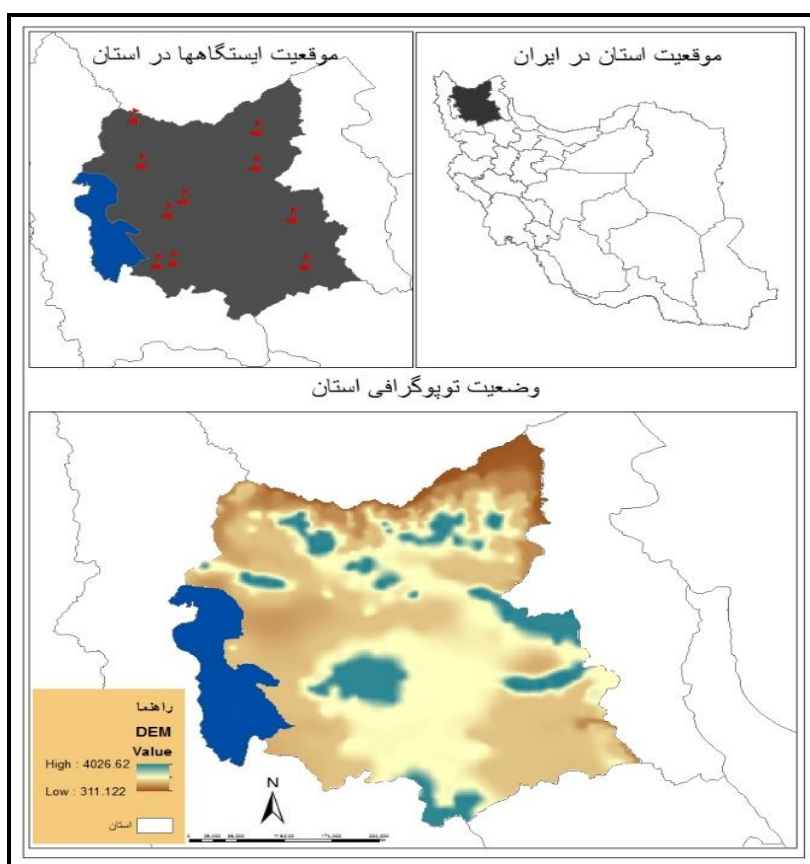 موقعیت استان در ایران
موقعیت ایستگاهها در استان
وضعیت توپوگرافی استان
راهنما
DEM
Value
High : 4026.62
Low : 311.122
استان
N